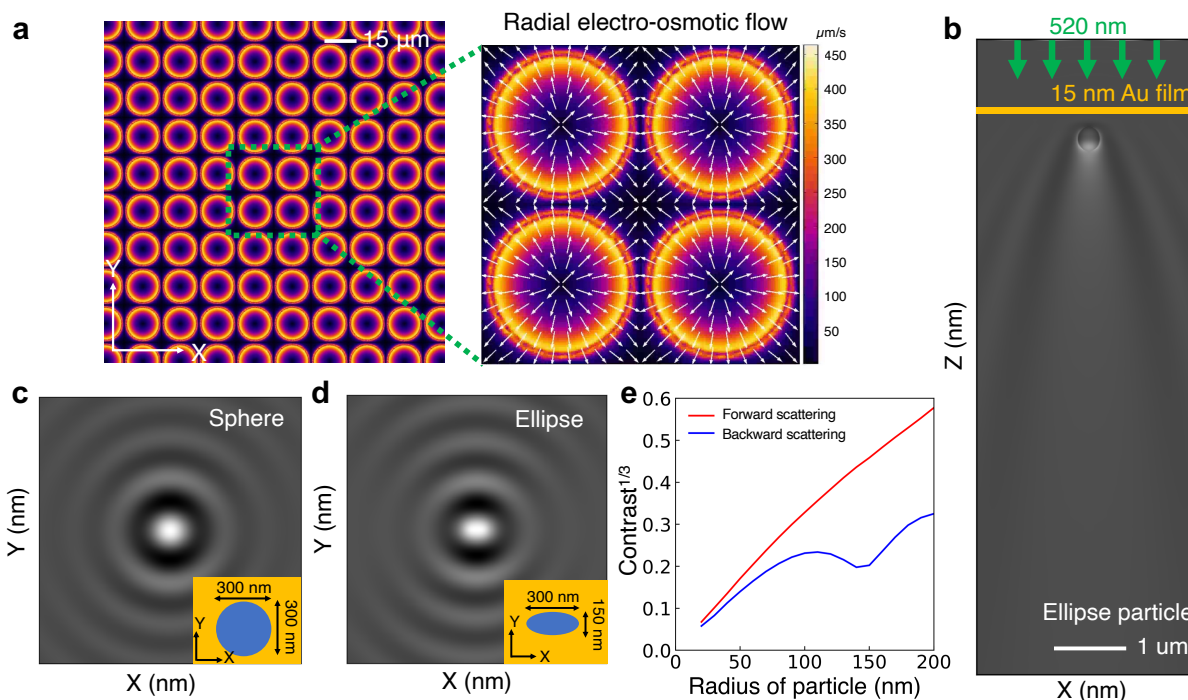 a
15 µm
Y
X
Radial electro-osmotic flow
µm/s
450
400
350
300
250
200
150
100
50
b
520 nm
15 nm Au film
Z (nm)
Ellipse particle
1 um
X (nm)
c
Sphere
Y (nm)
300 nm
300 nm
Y
X
X (nm)
d
Ellipse
Y (nm)
300 nm
150 nm
Y
X
X (nm)
e
Forward scattering
Backward scattering
Contrast1/3
0.6
0.5
0.4
0.3
0.2
0.1
0.0
0
50
100
150
200
Radius of particle (nm)